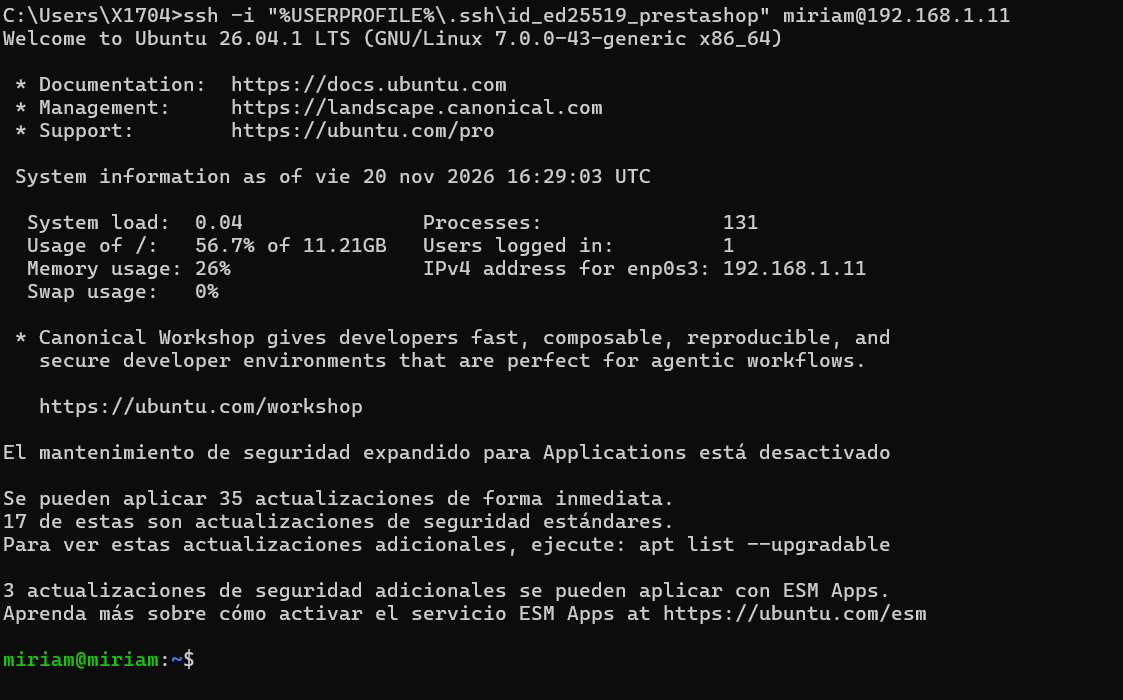 C:\Users\X1704>ssh -i "%USERPROFILE%\.ssh\id_ed25519_prestashop" miriam@192.168.1.11
Welcome to Ubuntu 26.04.1 LTS (GNU/Linux 7.0.0-43-generic x86_64)

 * Documentation:  https://docs.ubuntu.com
 * Management:     https://landscape.canonical.com
 * Support:        https://ubuntu.com/pro

 System information as of vie 20 nov 2026 16:29:03 UTC

  System load:  0.04               Processes:               131
  Usage of /:   56.7% of 11.21GB   Users logged in:         1
  Memory usage: 26%                IPv4 address for enp0s3: 192.168.1.11
  Swap usage:   0%

 * Canonical Workshop gives developers fast, composable, reproducible, and
   secure developer environments that are perfect for agentic workflows.

   https://ubuntu.com/workshop

El mantenimiento de seguridad expandido para Applications está desactivado

Se pueden aplicar 35 actualizaciones de forma inmediata.
17 de estas son actualizaciones de seguridad estándares.
Para ver estas actualizaciones adicionales, ejecute: apt list --upgradable

3 actualizaciones de seguridad adicionales se pueden aplicar con ESM Apps.
Aprenda más sobre cómo activar el servicio ESM Apps at https://ubuntu.com/esm

miriam@miriam:~$